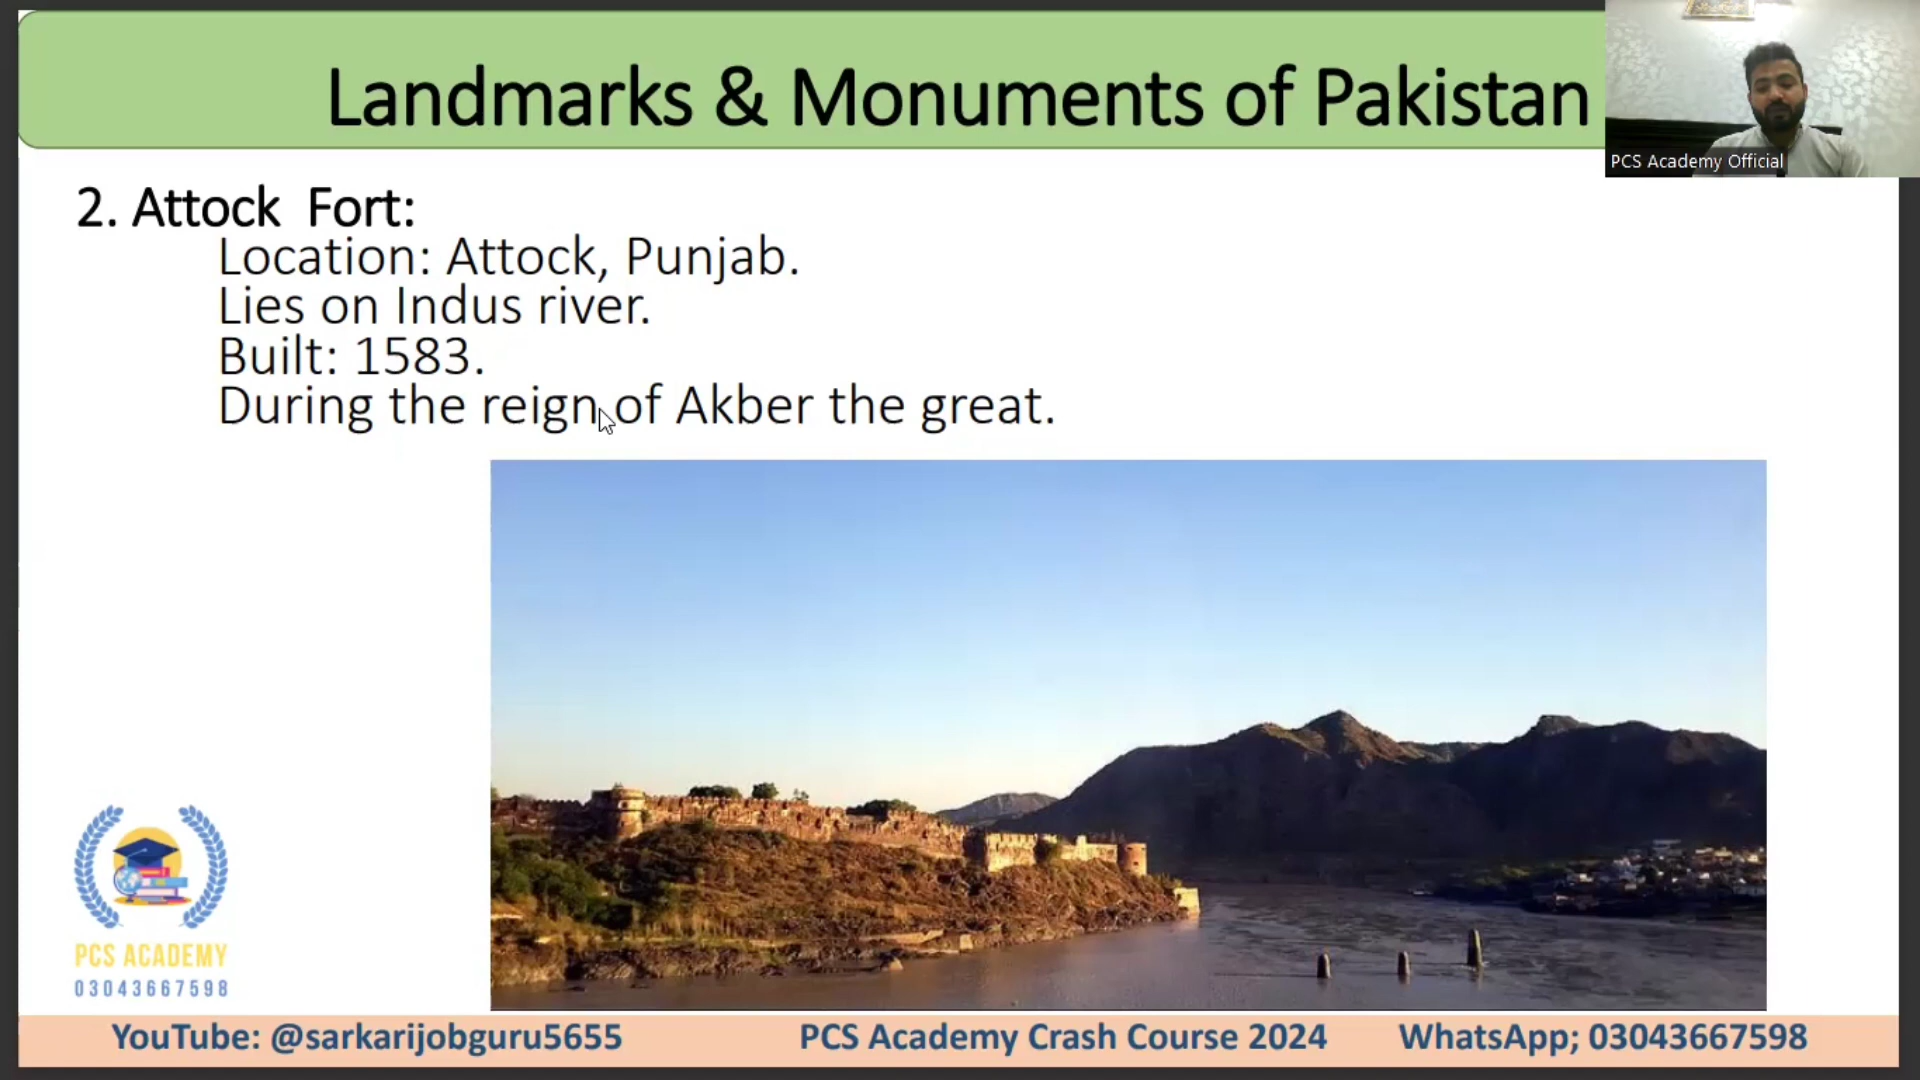 Landmarks & Monuments of Pakistan
PCS Academy Official
2. Attock Fort:
Location: Attock, Punjab.
Lies on Indus river.
Built: 1583.
During the reign of Akber the great.
PCS ACADEMY
03043667598
YouTube: @sarkarijobguru5655 PCS Academy Crash Course 2024 WhatsApp; 03043667598